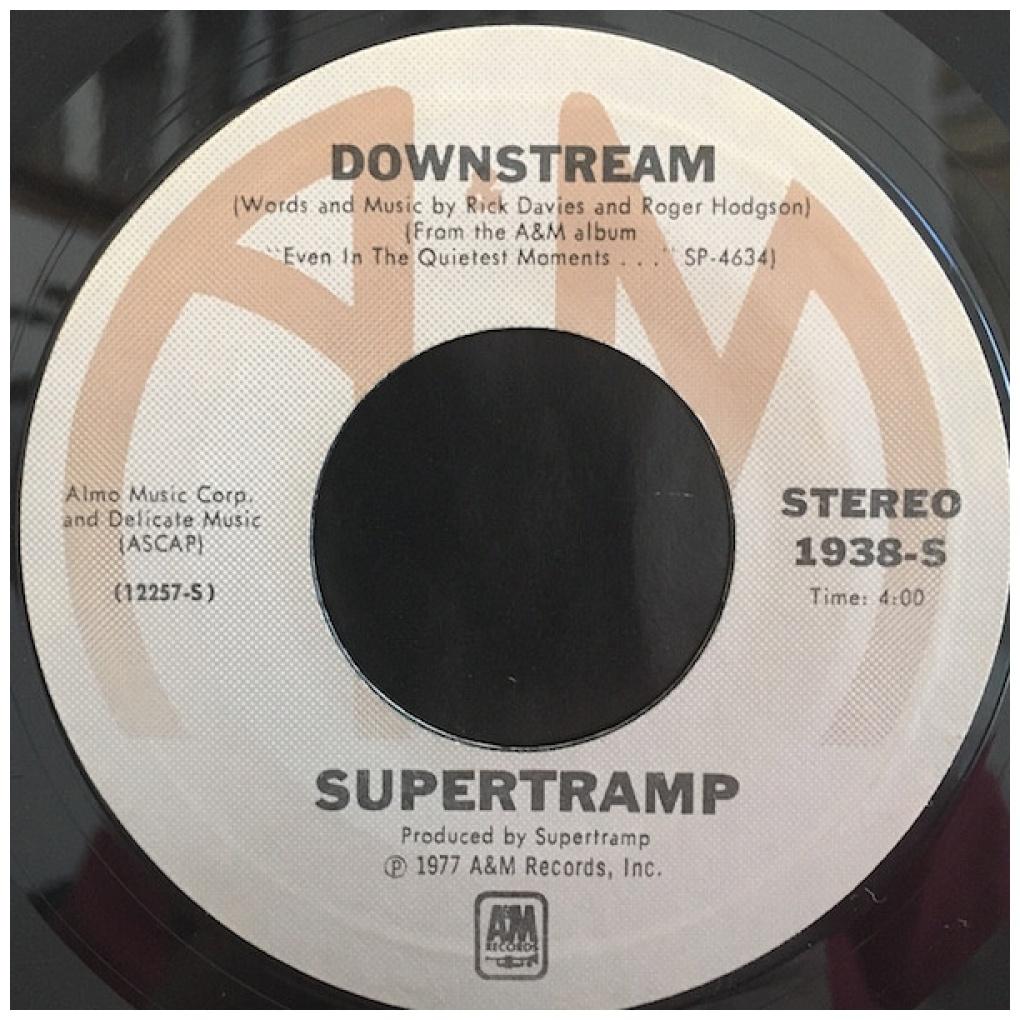 DOWNSTREAM
(Words and Music by Rick Davies and Roger Hodgson)
(From the A&M album
"Even In The Quietest Moments . . ." SP-4634)
Almo Music Corp.
and Delicate Music
(ASCAP)
(12257-S)
STEREO
1938-S
Time: 4:00
SUPERTRAMP
Produced by Supertramp
℗ 1977 A&M Records, Inc.
A&M
RECORDS